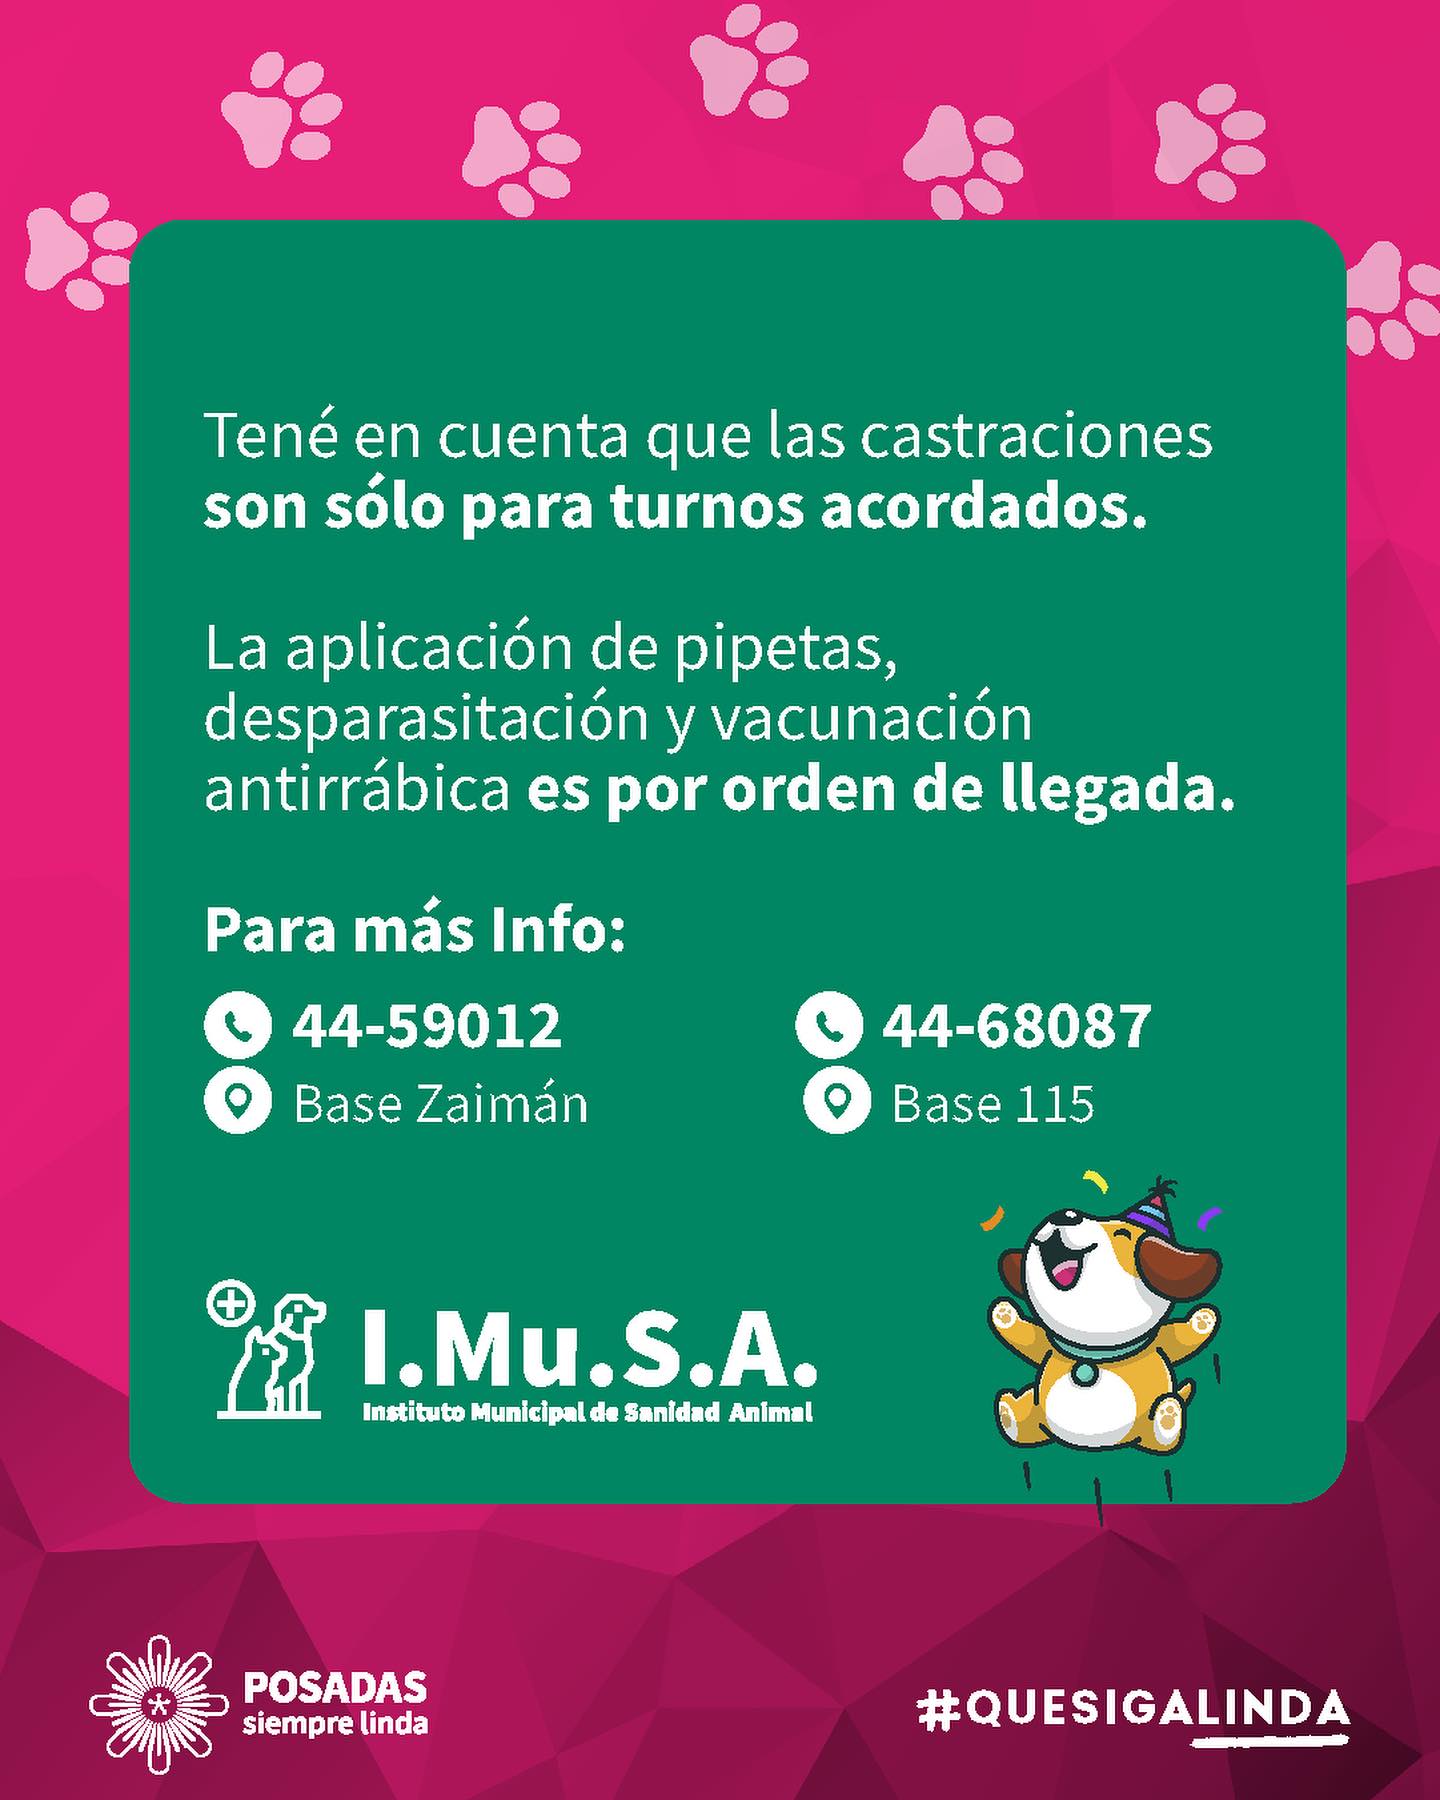 Tené en cuenta que las castraciones
son sólo para turnos acordados.
La aplicación de pipetas,
desparasitación y vacunación
antirrábica es por orden de llegada.
Para más Info:
44-59012
Base Zaimán
44-68087
Base 115
I.Mu.S.A.
Instituto Municipal de Sanidad Animal
POSADAS
siempre linda
#QUESIGALINDA